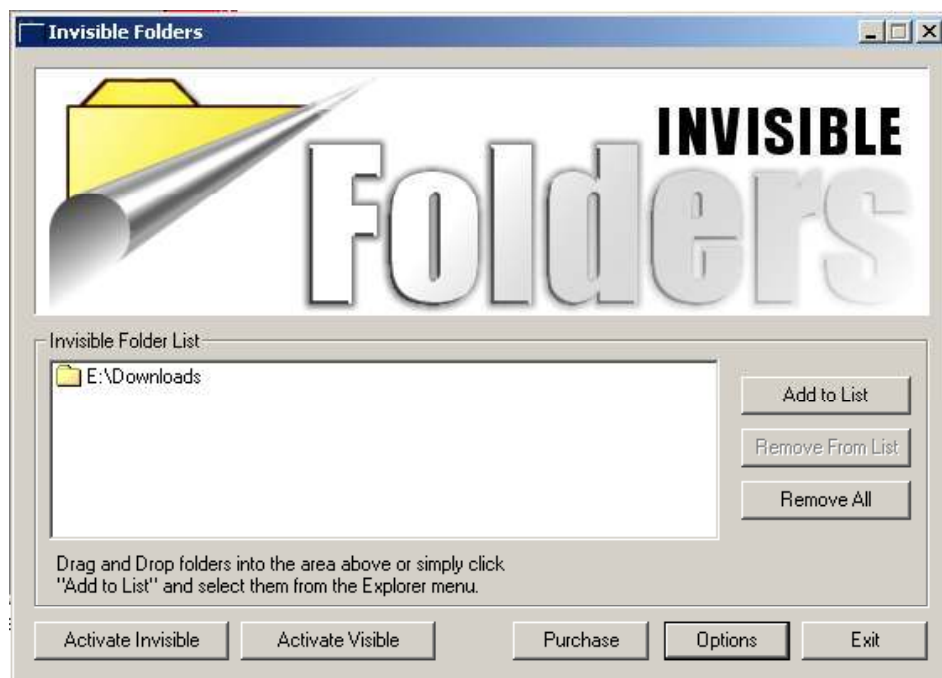 Invisible Folders
INVISIBLE
Folders
Invisible Folder List
E:\Downloads
Add to List
Remove From List
Remove All
Drag and Drop folders into the area above or simply click
"Add to List" and select them from the Explorer menu.
Activate Invisible
Activate Visible
Purchase
Options
Exit